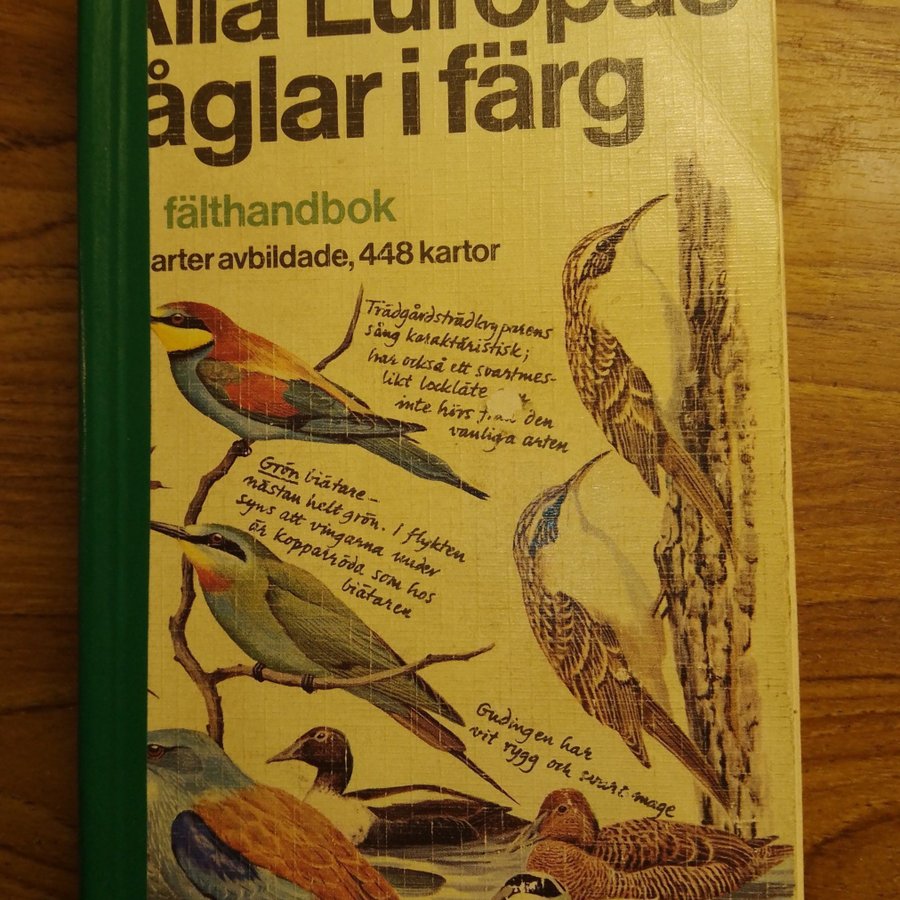 Alla Europas
åglar i färg
fälthandbok
arter avbildade, 448 kartor
Trädgårdsträdkryparens
sång karaktäristisk;
har också ett svartmes-
likt lockläte
inte hörs från den
vanliga arten
Grön biätare –
nästan helt grön. I flykten
syns att vingarna under
är kopparröda som hos
biätaren
Gudingen har
vit rygg och svart mage